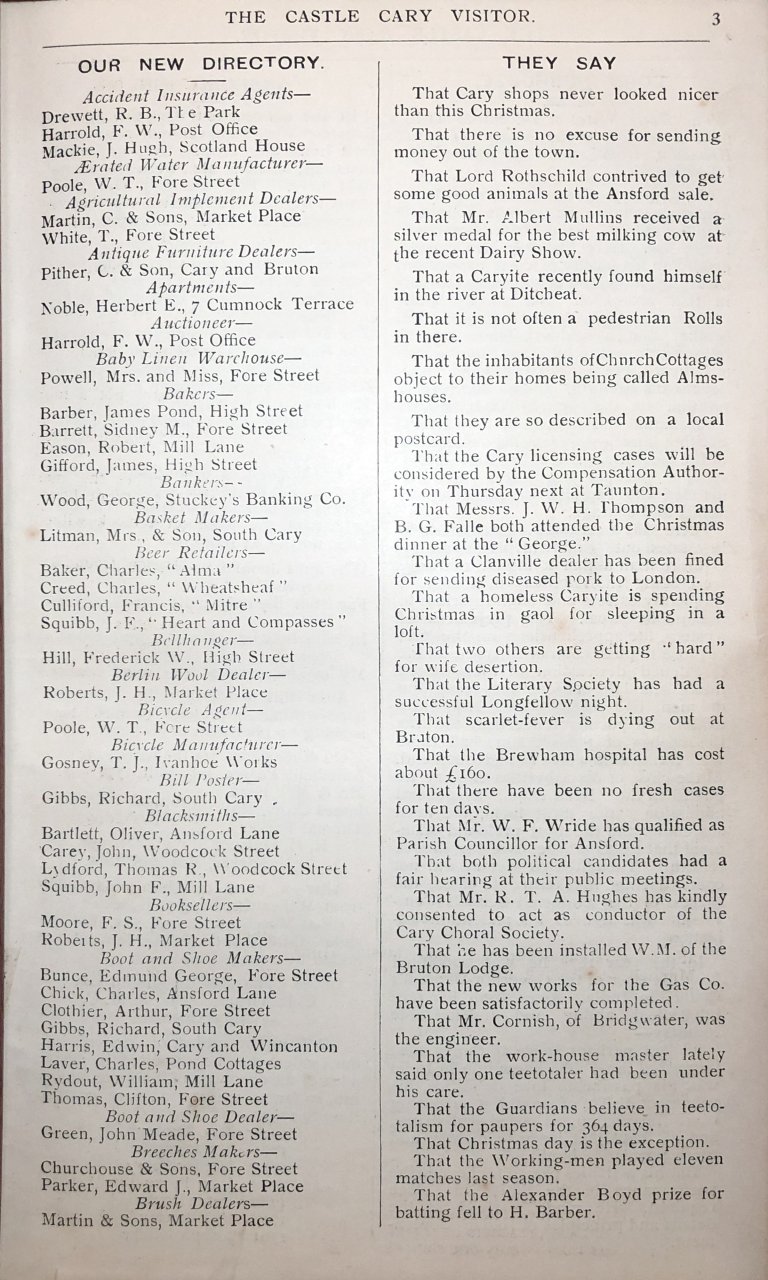 THE CASTLE CARY VISITOR.
3
OUR NEW DIRECTORY.
Accident Insurance Agents—
Drewett, R. B., The Park
Harrold, F. W., Post Office
Mackie, J. Hugh, Scotland House
Ærated Water Manufacturer—
Poole, W. T., Fore Street
Agricultural Implement Dealers—
Martin, C. & Sons, Market Place
White, T., Fore Street
Antique Furniture Dealers—
Pither, C. & Son, Cary and Bruton
Apartments—
Noble, Herbert E., 7 Cumnock Terrace
Auctioneer—
Harrold, F. W., Post Office
Baby Linen Warehouse—
Powell, Mrs. and Miss, Fore Street
Bakers—
Barber, James Pond, High Street
Barrett, Sidney M., Fore Street
Eason, Robert, Mill Lane
Gifford, James, High Street
Bankers--
Wood, George, Stuckey's Banking Co.
Basket Makers—
Litman, Mrs., & Son, South Cary
Beer Retailers—
Baker, Charles, "Alma"
Creed, Charles, "Wheatsheaf"
Culliford, Francis, "Mitre"
Squibb, J. F., "Heart and Compasses"
Bellhanger—
Hill, Frederick W., High Street
Berlin Wool Dealer—
Roberts, J. H., Market Place
Bicycle Agent—
Poole, W. T., Fore Street
Bicycle Manufacturer—
Gosney, T. J., Ivanhoe Works
Bill Poster—
Gibbs, Richard, South Cary
Blacksmiths—
Bartlett, Oliver, Ansford Lane
Carey, John, Woodcock Street
Lydford, Thomas R., Woodcock Street
Squibb, John F., Mill Lane
Booksellers—
Moore, F. S., Fore Street
Roberts, J. H., Market Place
Boot and Shoe Makers—
Bunce, Edmund George, Fore Street
Chick, Charles, Ansford Lane
Clothier, Arthur, Fore Street
Gibbs, Richard, South Cary
Harris, Edwin, Cary and Wincanton
Laver, Charles, Pond Cottages
Rydout, William, Mill Lane
Thomas, Clifton, Fore Street
Boot and Shoe Dealer—
Green, John Meade, Fore Street
Breeches Makers—
Churchouse & Sons, Fore Street
Parker, Edward J., Market Place
Brush Dealers—
Martin & Sons, Market Place
THEY SAY
That Cary shops never looked nicer
than this Christmas.
That there is no excuse for sending
money out of the town.
That Lord Rothschild contrived to get
some good animals at the Ansford sale.
That Mr. Albert Mullins received a
silver medal for the best milking cow at
the recent Dairy Show.
That a Caryite recently found himself
in the river at Ditcheat.
That it is not often a pedestrian Rolls
in there.
That the inhabitants ofChnrchCottages
object to their homes being called Alms-
houses.
That they are so described on a local
postcard.
That the Cary licensing cases will be
considered by the Compensation Author-
ity on Thursday next at Taunton.
That Messrs. J. W. H. Thompson and
B. G. Falle both attended the Christmas
dinner at the "George."
That a Clanville dealer has been fined
for sending diseased pork to London.
That a homeless Caryite is spending
Christmas in gaol for sleeping in a
loft.
That two others are getting "hard"
for wife desertion.
That the Literary Society has had a
successful Longfellow night.
That scarlet-fever is dying out at
Bruton.
That the Brewham hospital has cost
about £160.
That there have been no fresh cases
for ten days.
That Mr. W. F. Wride has qualified as
Parish Councillor for Ansford.
That both political candidates had a
fair hearing at their public meetings.
That Mr. R. T. A. Hughes has kindly
consented to act as conductor of the
Cary Choral Society.
That he has been installed W.M. of the
Bruton Lodge.
That the new works for the Gas Co.
have been satisfactorily completed.
That Mr. Cornish, of Bridgwater, was
the engineer.
That the work-house master lately
said only one teetotaler had been under
his care.
That the Guardians believe in teeto-
talism for paupers for 364 days.
That Christmas day is the exception.
That the Working-men played eleven
matches last season.
That the Alexander Boyd prize for
batting fell to H. Barber.